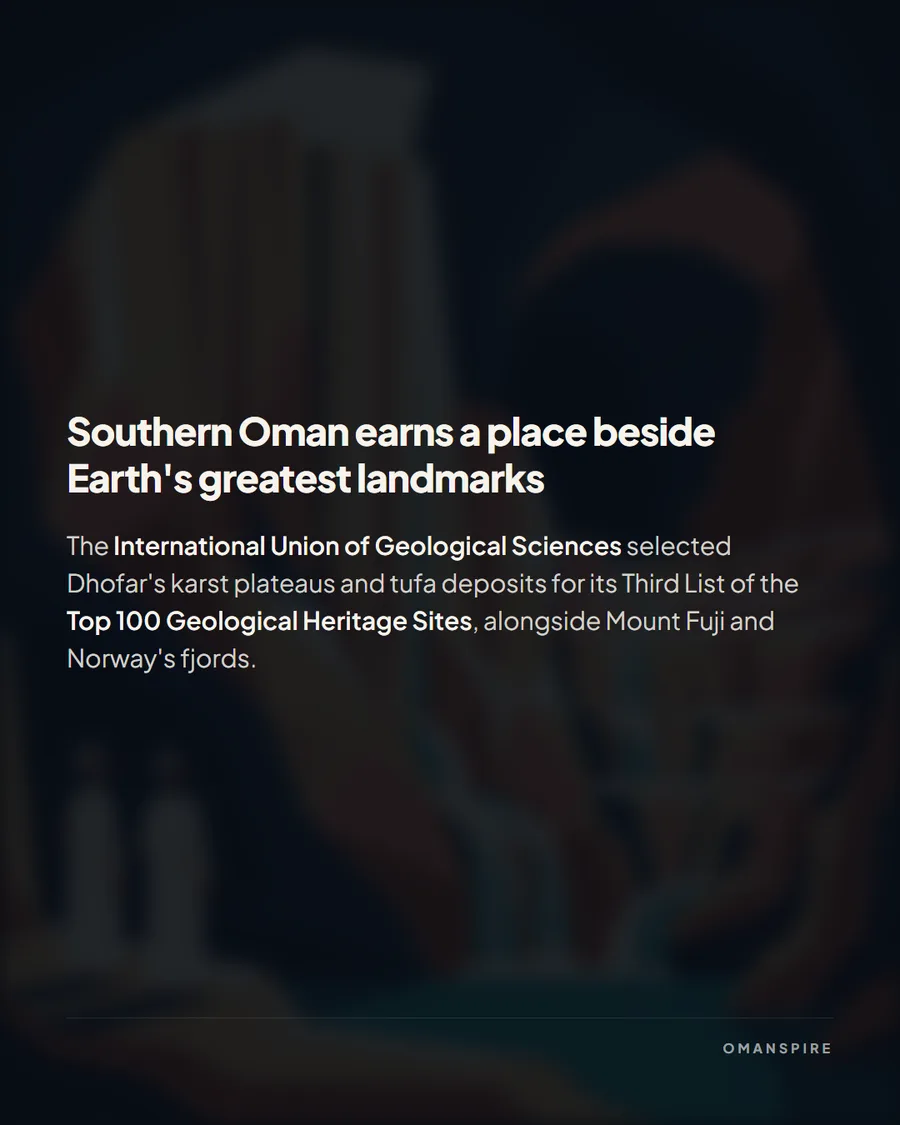 Southern Oman earns a place beside
Earth's greatest landmarks
The International Union of Geological Sciences selected
Dhofar's karst plateaus and tufa deposits for its Third List of the
Top 100 Geological Heritage Sites, alongside Mount Fuji and
Norway's fjords.
OMANSPIRE